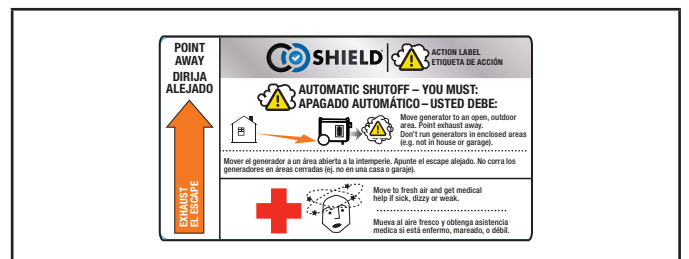 POINT
AWAY
DIRIJA
ALEJADO
EXHAUST
EL ESCAPE
CO SHIELD
ACTION LABEL
ETIQUETA DE ACCIÓN
AUTOMATIC SHUTOFF – YOU MUST:
APAGADO AUTOMÁTICO – USTED DEBE:
Move generator to an open, outdoor
area. Point exhaust away.
Don't run generators in enclosed areas
(e.g. not in house or garage).
Mover el generador a un área abierta a la intemperie. Apunte el escape alejado. No corra los
generadores en áreas cerradas (ej. no en una casa o garaje).
Move to fresh air and get medical
help if sick, dizzy or weak.
Mueva al aire fresco y obtenga asistencia
medica si está enfermo, mareado, o débil.